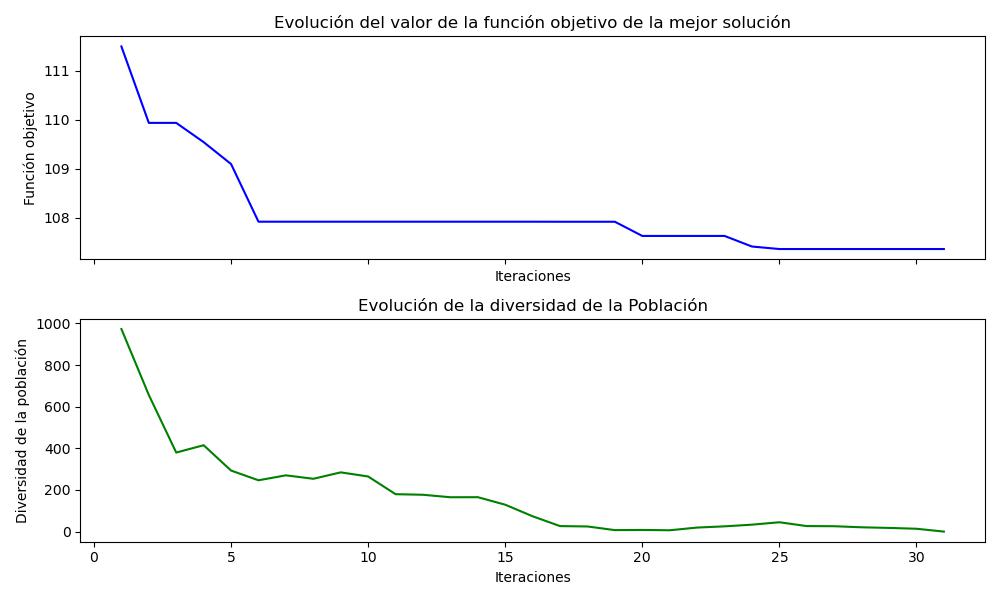 Evolución del valor de la función objetivo de la mejor solución
111
110
109
108
Función objetivo
Iteraciones
Evolución de la diversidad de la Población
1000
800
600
400
200
0
Diversidad de la población
0 5 10 15 20 25 30
Iteraciones